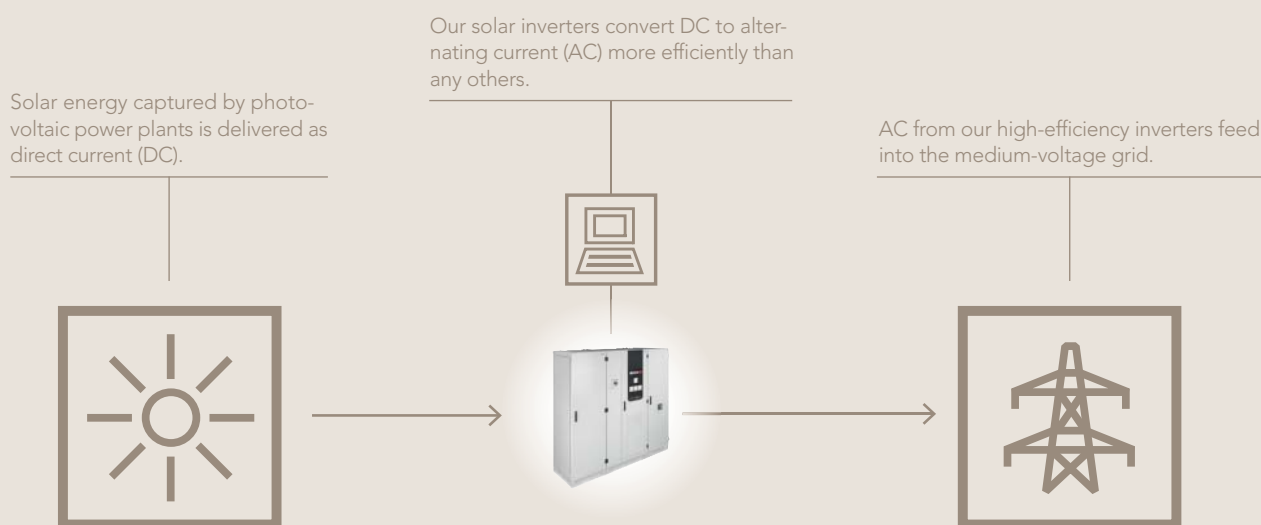 Solar energy captured by photo-
voltaic power plants is delivered as
direct current (DC).
Our solar inverters convert DC to alter-
nating current (AC) more efficiently than
any others.
AC from our high-efficiency inverters feed
into the medium-voltage grid.